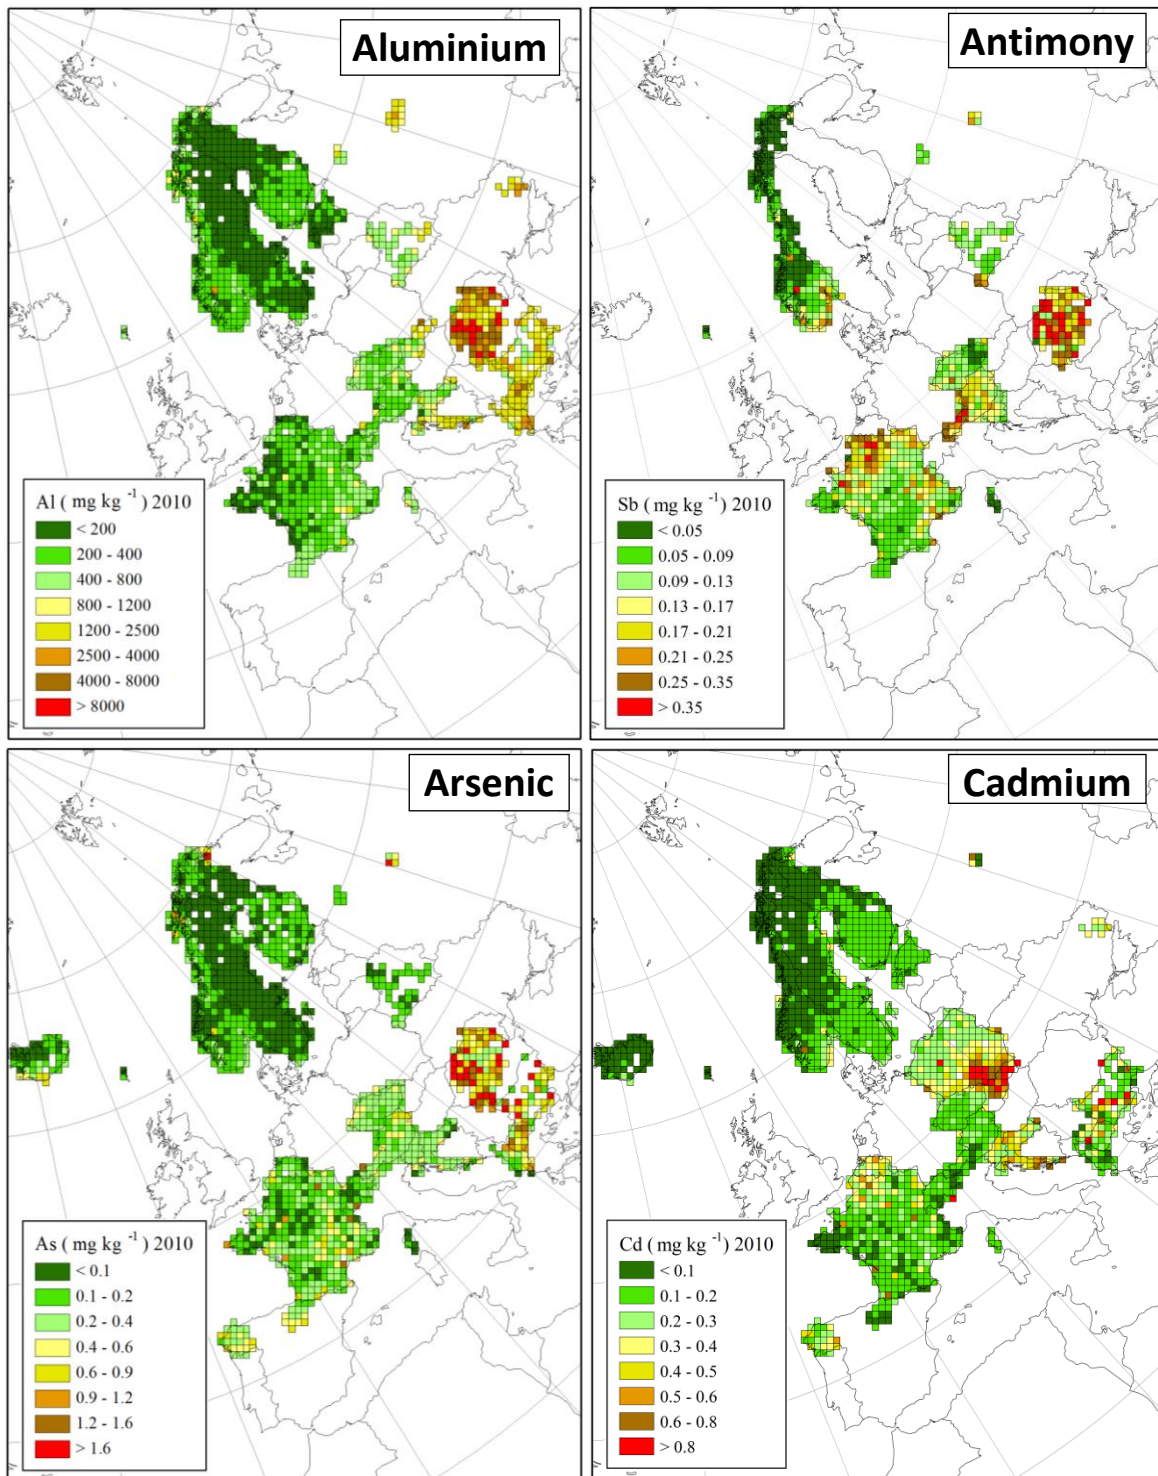 Aluminium
Al ( mg kg -1) 2010
< 200
200 - 400
400 - 800
800 - 1200
1200 - 2500
2500 - 4000
4000 - 8000
> 8000
Antimony
Sb ( mg kg -1) 2010
< 0.05
0.05 - 0.09
0.09 - 0.13
0.13 - 0.17
0.17 - 0.21
0.21 - 0.25
0.25 - 0.35
> 0.35
Arsenic
As ( mg kg -1) 2010
< 0.1
0.1 - 0.2
0.2 - 0.4
0.4 - 0.6
0.6 - 0.9
0.9 - 1.2
1.2 - 1.6
> 1.6
Cadmium
Cd ( mg kg -1) 2010
< 0.1
0.1 - 0.2
0.2 - 0.3
0.3 - 0.4
0.4 - 0.5
0.5 - 0.6
0.6 - 0.8
> 0.8